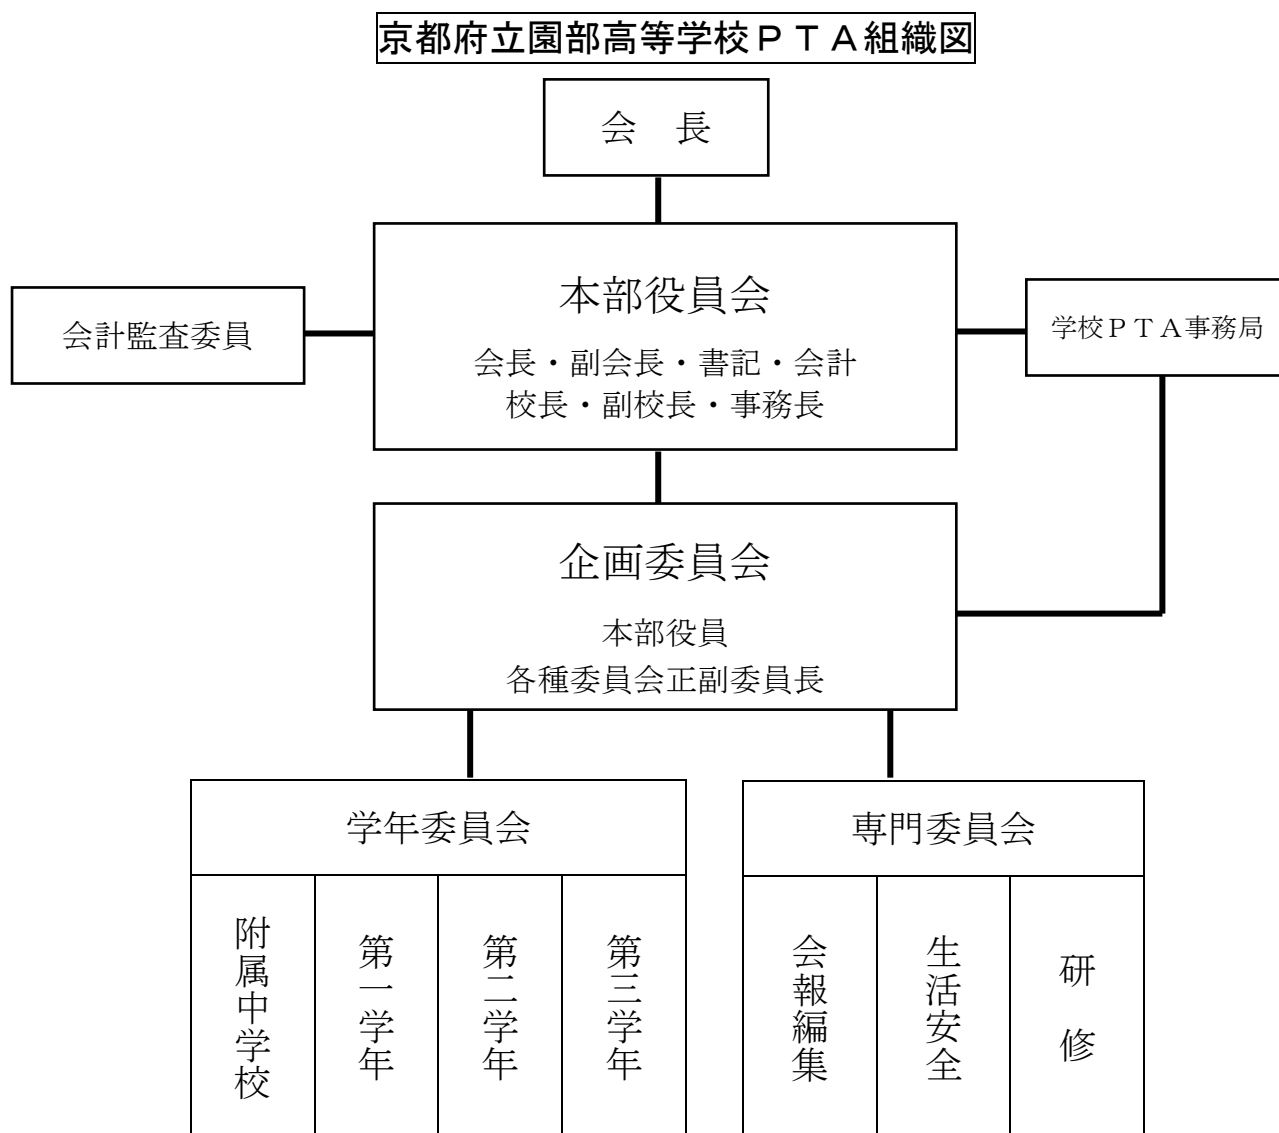 京都府立園部高等学校ＰＴＡ組織図
会　長
本部役員会
会長・副会長・書記・会計
校長・副校長・事務長
会計監査委員
学校ＰＴＡ事務局
企画委員会
本部役員
各種委員会正副委員長
学年委員会
附属中学校
第一学年
第二学年
第三学年
専門委員会
会報編集
生活安全
研　修